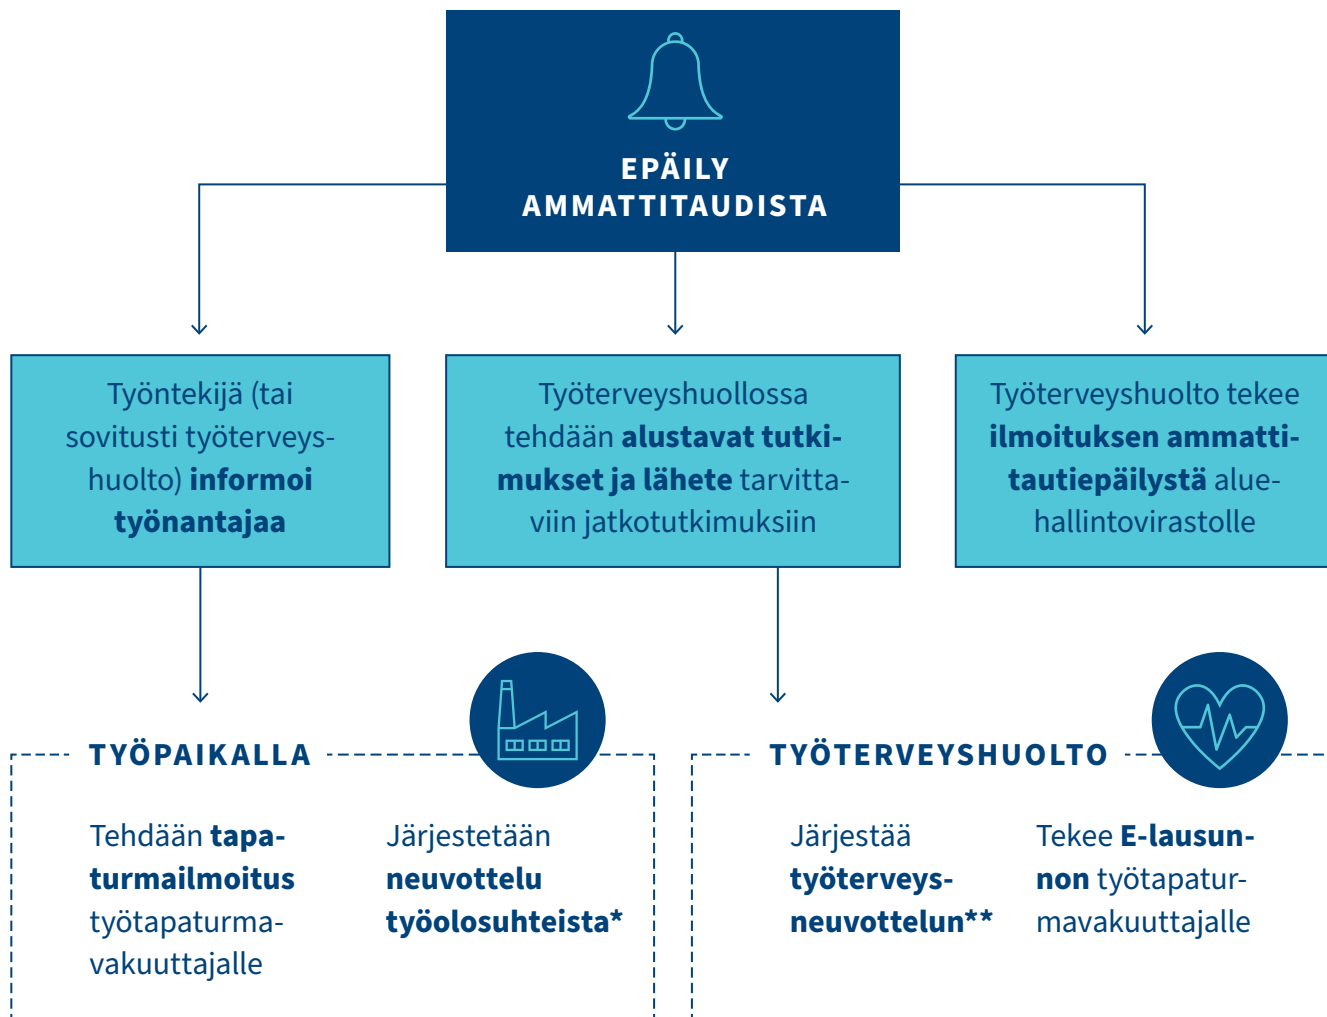 EPÄILY
AMMATTITAUDISTA
Työntekijä (tai
sovitusti työterveys-
huolto) informoi
työnantajaa
Työterveyshuollossa
tehdään alustavat tutki-
mukset ja lähete tarvitta-
viin jatkotutkimuksiin
Työterveyshuolto tekee
ilmoituksen ammatti-
tautiepäilystä alue-
hallintovirastolle
TYÖPAIKALLA
Tehdään tapa-
turmailmoitus
työtapaturma-
vakuuttajalle
Järjestetään
neuvottelu
työolosuhteista*
TYÖTERVEYSHUOLTO
Järjestää
työterveys-
neuvottelun**
Tekee E-lausun-
non työtapatur-
mavakuuttajalle